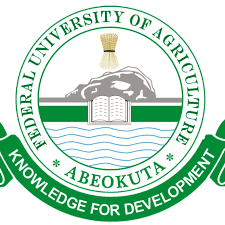 FEDERAL UNIVERSITY OF AGRICULTURE
* ABEOKUTA *
KNOWLEDGE FOR DEVELOPMENT